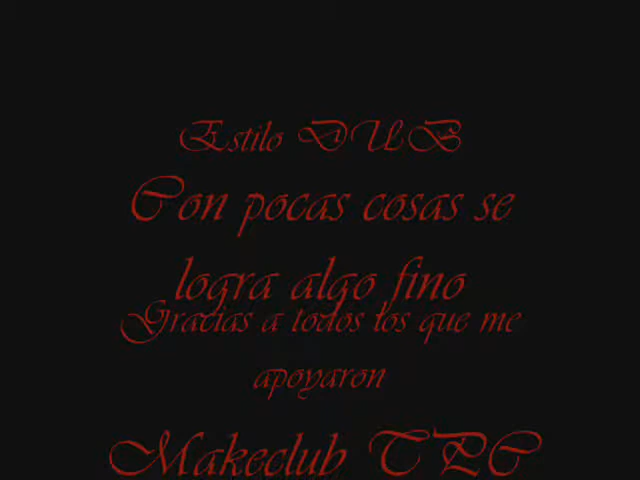 Estilo DUB
Con pocas cosas se
logra algo fino
Gracias a todos los que me
apoyaron
Makeclub TPC